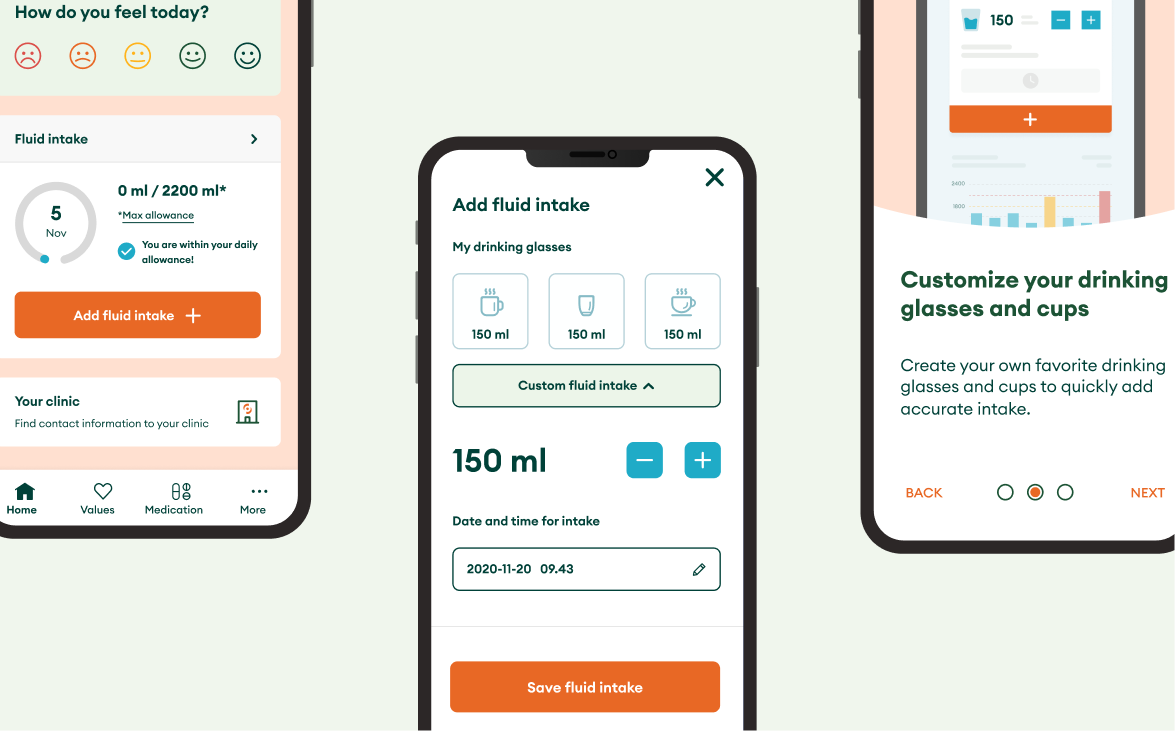 How do you feel today?
Fluid intake
5
Nov
0 ml / 2200 ml*
*Max allowance
You are within your daily
allowance!
Add fluid intake
Your clinic
Find contact information to your clinic
Home
Values
Medication
More
Add fluid intake
My drinking glasses
150 ml
150 ml
150 ml
Custom fluid intake
150 ml
Date and time for intake
2020-11-20 09.43
Save fluid intake
150
2400
1600
Customize your drinking
glasses and cups
Create your own favorite drinking
glasses and cups to quickly add
accurate intake.
BACK
NEXT